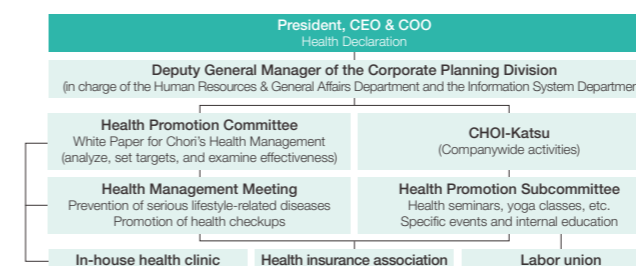 President, CEO & COO
Health Declaration
Deputy General Manager of the Corporate Planning Division
(in charge of the Human Resources & General Affairs Department and the Information System
Health Promotion Committee
White Paper for Chori's Health Management
(analyze, set targets, and examine effectiveness)
CHOI-Katsu
(Companywide activities)
Health Management Meeting
Prevention of serious lifestyle-related diseases
Promotion of health checkups
Health Promotion Subcommittee
Health seminars, yoga classes, etc.
Specific events and internal education
In-house health clinic
Health insurance association
Labor union